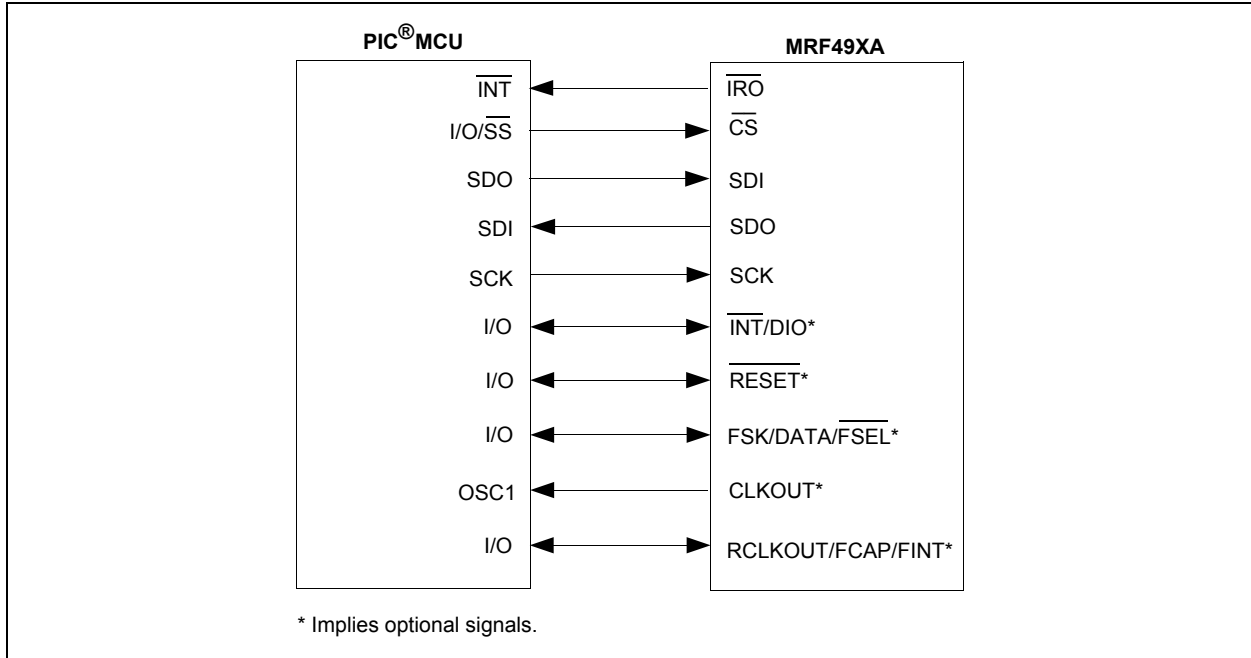 PIC®MCU
MRF49XA
INT
IRO
I/O/SS
CS
SDO
SDI
SDI
SDO
SCK
SCK
I/O
INT/DIO*
I/O
RESET*
I/O
FSK/DATA/FSEL*
OSC1
CLKOUT*
I/O
RCLKOUT/FCAP/FINT*
* Implies optional signals.